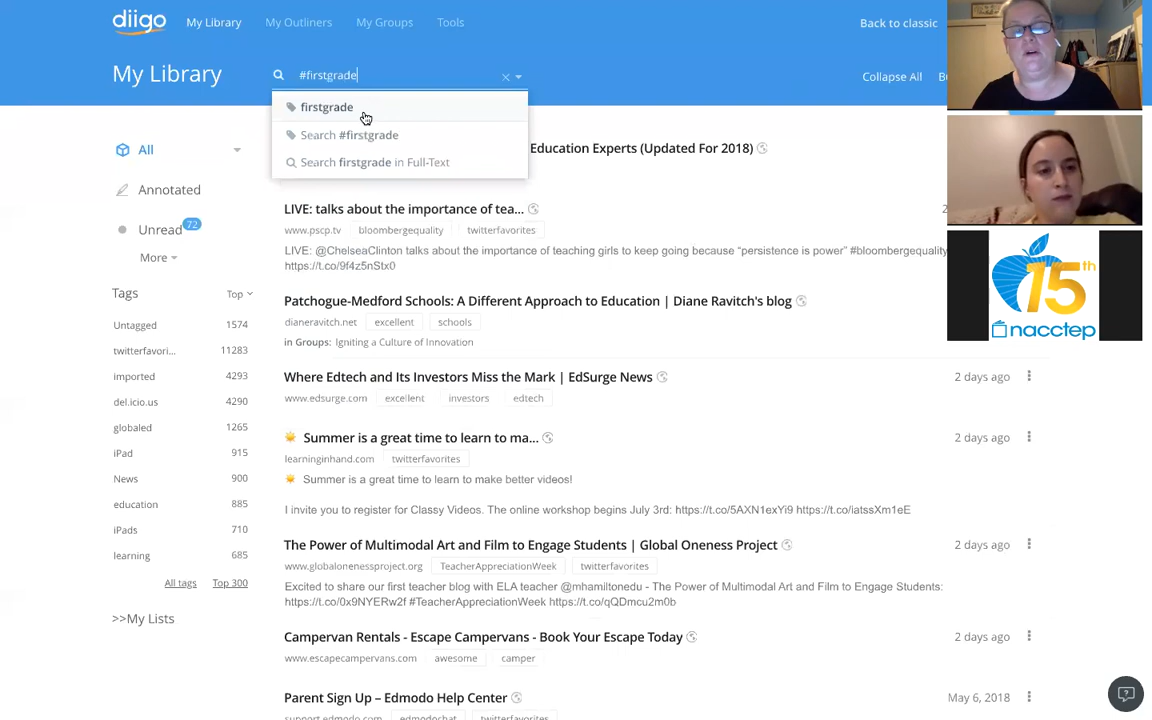 diigo My Library My Outliners My Groups Tools Back to classic
My Library #firstgrade Collapse All
firstgrade
Search #firstgrade
Search firstgrade in Full-Text
Education Experts (Updated For 2018)
All
Annotated
Unread 72
More
Tags Top
Untagged 1574
twitterfavori... 11283
imported 4293
del.icio.us 4290
globaled 1265
iPad 915
News 900
education 885
iPads 710
learning 685
All tags Top 300
>>My Lists
LIVE: talks about the importance of tea...
www.pscp.tv bloombergequality twitterfavorites
LIVE: @ChelseaClinton talks about the importance of teaching girls to keep going because “persistence is power” #bloombergequality
https://t.co/9f4z5nStx0
Patchogue-Medford Schools: A Different Approach to Education | Diane Ravitch's blog
dianeravitch.net excellent schools
in Groups: Igniting a Culture of Innovation
Where Edtech and Its Investors Miss the Mark | EdSurge News 2 days ago
www.edsurge.com excellent investors edtech
Summer is a great time to learn to ma... 2 days ago
learninginhand.com twitterfavorites
Summer is a great time to learn to make better videos!
I invite you to register for Classy Videos. The online workshop begins July 3rd: https://t.co/5AXN1exYi9 https://t.co/iatssXm1eE
The Power of Multimodal Art and Film to Engage Students | Global Oneness Project 2 days ago
www.globalonenessproject.org TeacherAppreciationWeek twitterfavorites
Excited to share our first teacher blog with ELA teacher @mhamiltonedu - The Power of Multimodal Art and Film to Engage Students:
https://t.co/0x9NYERw2f #TeacherAppreciationWeek https://t.co/qQDmcu2m0b
Campervan Rentals - Escape Campervans - Book Your Escape Today 2 days ago
www.escapecampervans.com awesome camper
Parent Sign Up – Edmodo Help Center May 6, 2018
support.edmodo.com edmodochat twitterfavorites
15th
nacctep